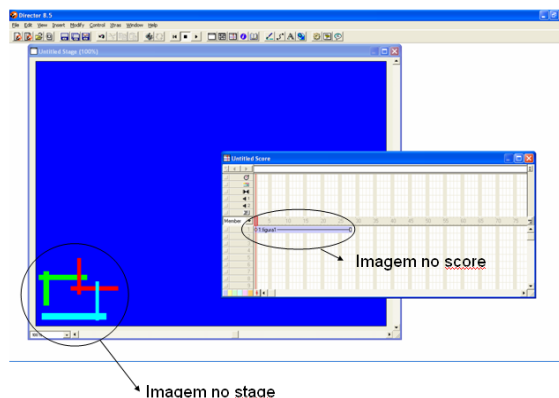 Director 8.5
File Edit View Insert Modify Control Xtras Window Help
Untitled Stage (100%)
Untitled Score
Member
1:figura1
Imagem no score
Imagem no stage